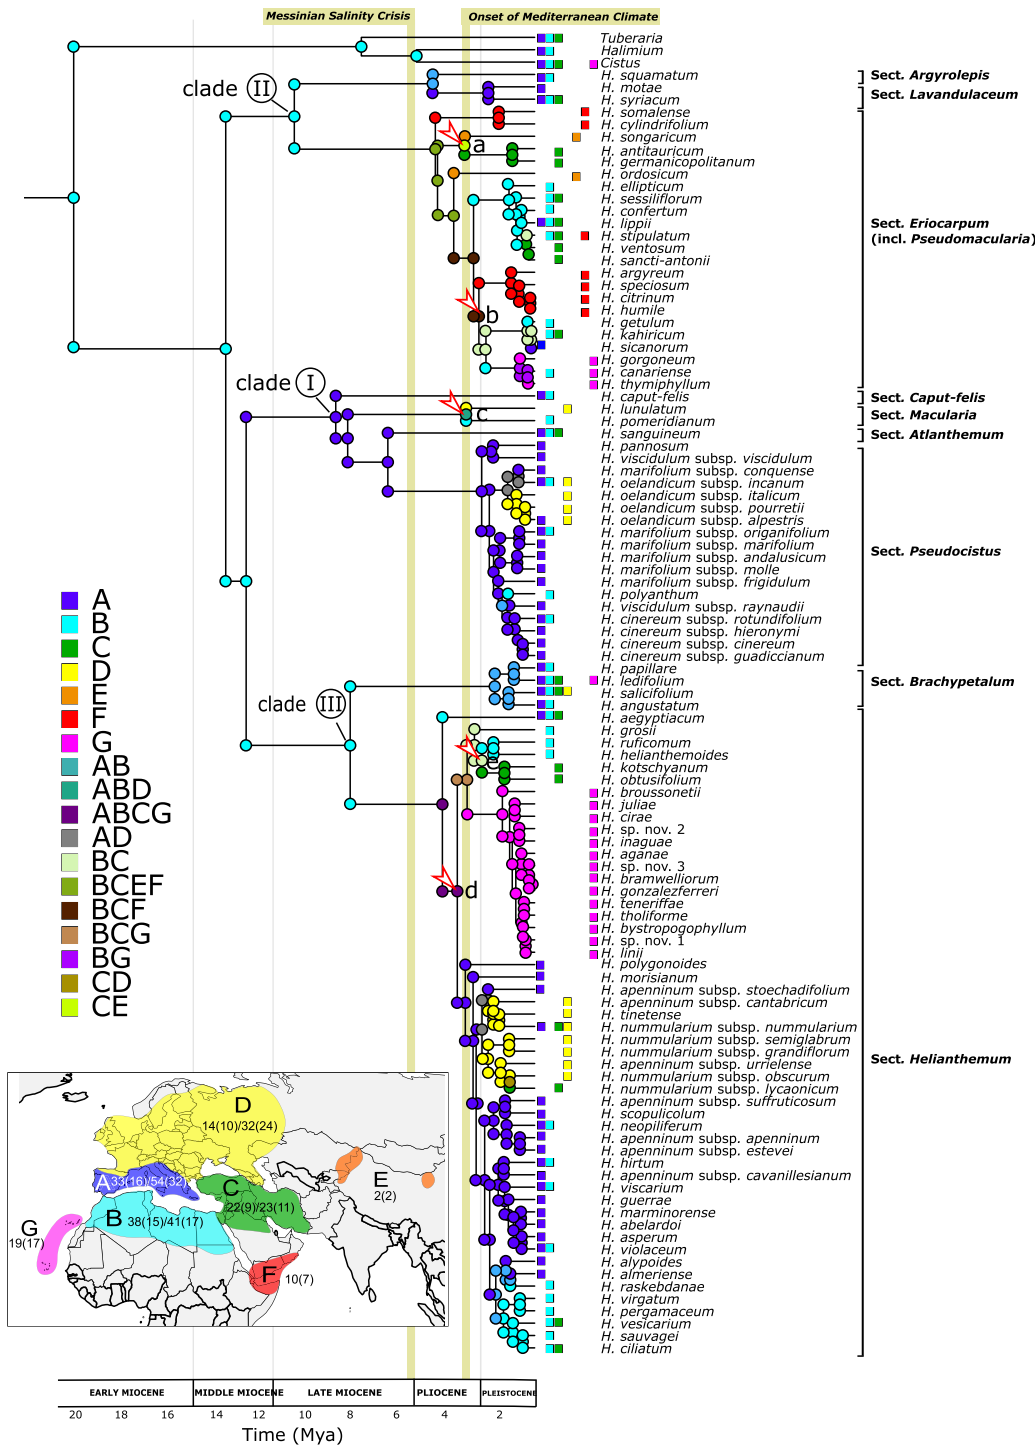 Messinian Salinity Crisis
Onset of Mediterranean Climate
Tuberaria
Halimium
Cistus
H. squamatum
H. motae
H. syriacum
H. somalense
H. cylindrifolium
H. songaricum
H. antitauricum
H. germanicopolitanum
H. ordosicum
H. ellipticum
H. sessiliflorum
H. confertum
H. lippii
H. stipulatum
H. ventosum
H. sancti-antonii
H. argyreum
H. speciosum
H. citrinum
H. humile
H. getulum
H. kahiricum
H. sicanorum
H. gorgoneum
H. canariense
H. thymiphyllum
H. caput-felis
H. lunulatum
H. pomeridianum
H. sanguineum
H. pannosum
H. viscidulum subsp. viscidulum
H. marifolium subsp. conquense
H. oelandicum subsp. incanum
H. oelandicum subsp. italicum
H. oelandicum subsp. pourretii
H. oelandicum subsp. alpestris
H. marifolium subsp. origanifolium
H. marifolium subsp. marifolium
H. marifolium subsp. andalusicum
H. marifolium subsp. molle
H. marifolium subsp. frigidulum
H. polyanthum
H. viscidulum subsp. raynaudii
H. cinereum subsp. rotundifolium
H. cinereum subsp. hieronymi
H. cinereum subsp. cinereum
H. cinereum subsp. guadiccianum
H. papillare
H. ledifolium
H. salicifolium
H. angustatum
H. aegyptiacum
H. grosii
H. ruficomum
H. helianthemoides
H. kotschyanum
H. obtusifolium
H. broussonetii
H. juliae
H. cirae
H. sp. nov. 2
H. inaguae
H. aganae
H. sp. nov. 3
H. bramwelliorum
H. gonzalezferreri
H. teneriffae
H. tholiforme
H. bystropogophyllum
H. sp. nov. 1
H. linii
H. polygonoides
H. morisianum
H. apenninum subsp. stoechadifolium
H. apenninum subsp. cantabricum
H. tinetense
H. nummularium subsp. nummularium
H. nummularium subsp. semiglabrum
H. nummularium subsp. grandiflorum
H. apenninum subsp. urrielense
H. nummularium subsp. obscurum
H. nummularium subsp. lycaonicum
H. apenninum subsp. suffruticosum
H. scopulicolum
H. neopiliferum
H. apenninum subsp. apenninum
H. apenninum subsp. estevei
H. hirtum
H. apenninum subsp. cavanillesianum
H. viscarium
H. guerrae
H. marminorense
H. abelardoi
H. asperum
H. violaceum
H. alypoides
H. almeriense
H. raskebdanae
H. virgatum
H. pergamaceum
H. vesicarium
H. sauvagei
H. ciliatum
Sect. Argyrolepis
Sect. Lavandulaceum
Sect. Eriocarpum
(incl. Pseudomacularia)
Sect. Caput-felis
Sect. Macularia
Sect. Atlanthemum
Sect. Pseudocistus
Sect. Brachypetalum
Sect. Helianthemum
clade II
clade I
clade III
a
b
c
d
e
A
B
C
D
E
F
G
AB
ABD
ABCG
AD
BC
BCEF
BCF
BCG
BG
CD
CE
D
14(10)/32(24)
A 33(16)/54(32)
C
22(9)/23(11)
E
2(2)
B 38(15)/41(17)
G
19(17)
F 10(7)
EARLY MIOCENE MIDDLE MIOCENE LATE MIOCENE PLIOCENE PLEISTOCENE
20 18 16 14 12 10 8 6 4 2
Time (Mya)